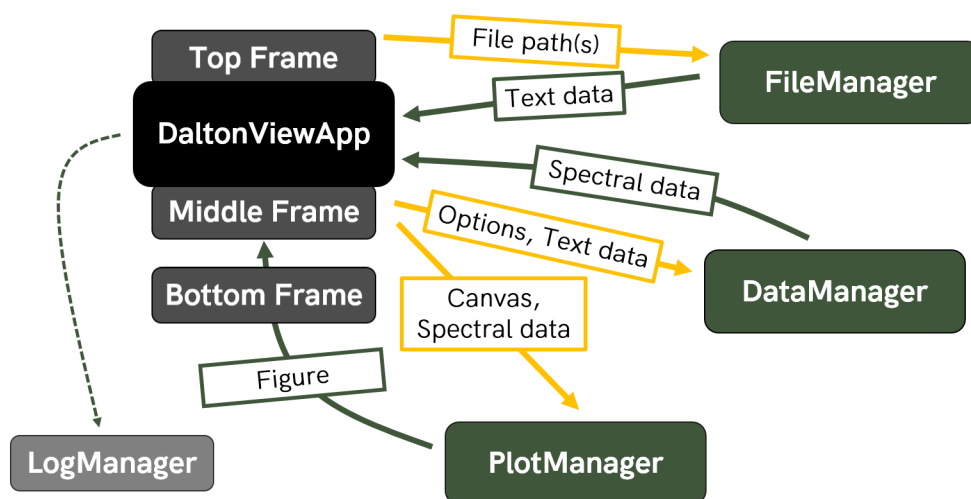 Top Frame
File path(s)
FileManager
Text data
DaltonViewApp
Spectral data
Middle Frame
Options, Text data
DataManager
Bottom Frame
Canvas,
Spectral data
Figure
LogManager
PlotManager